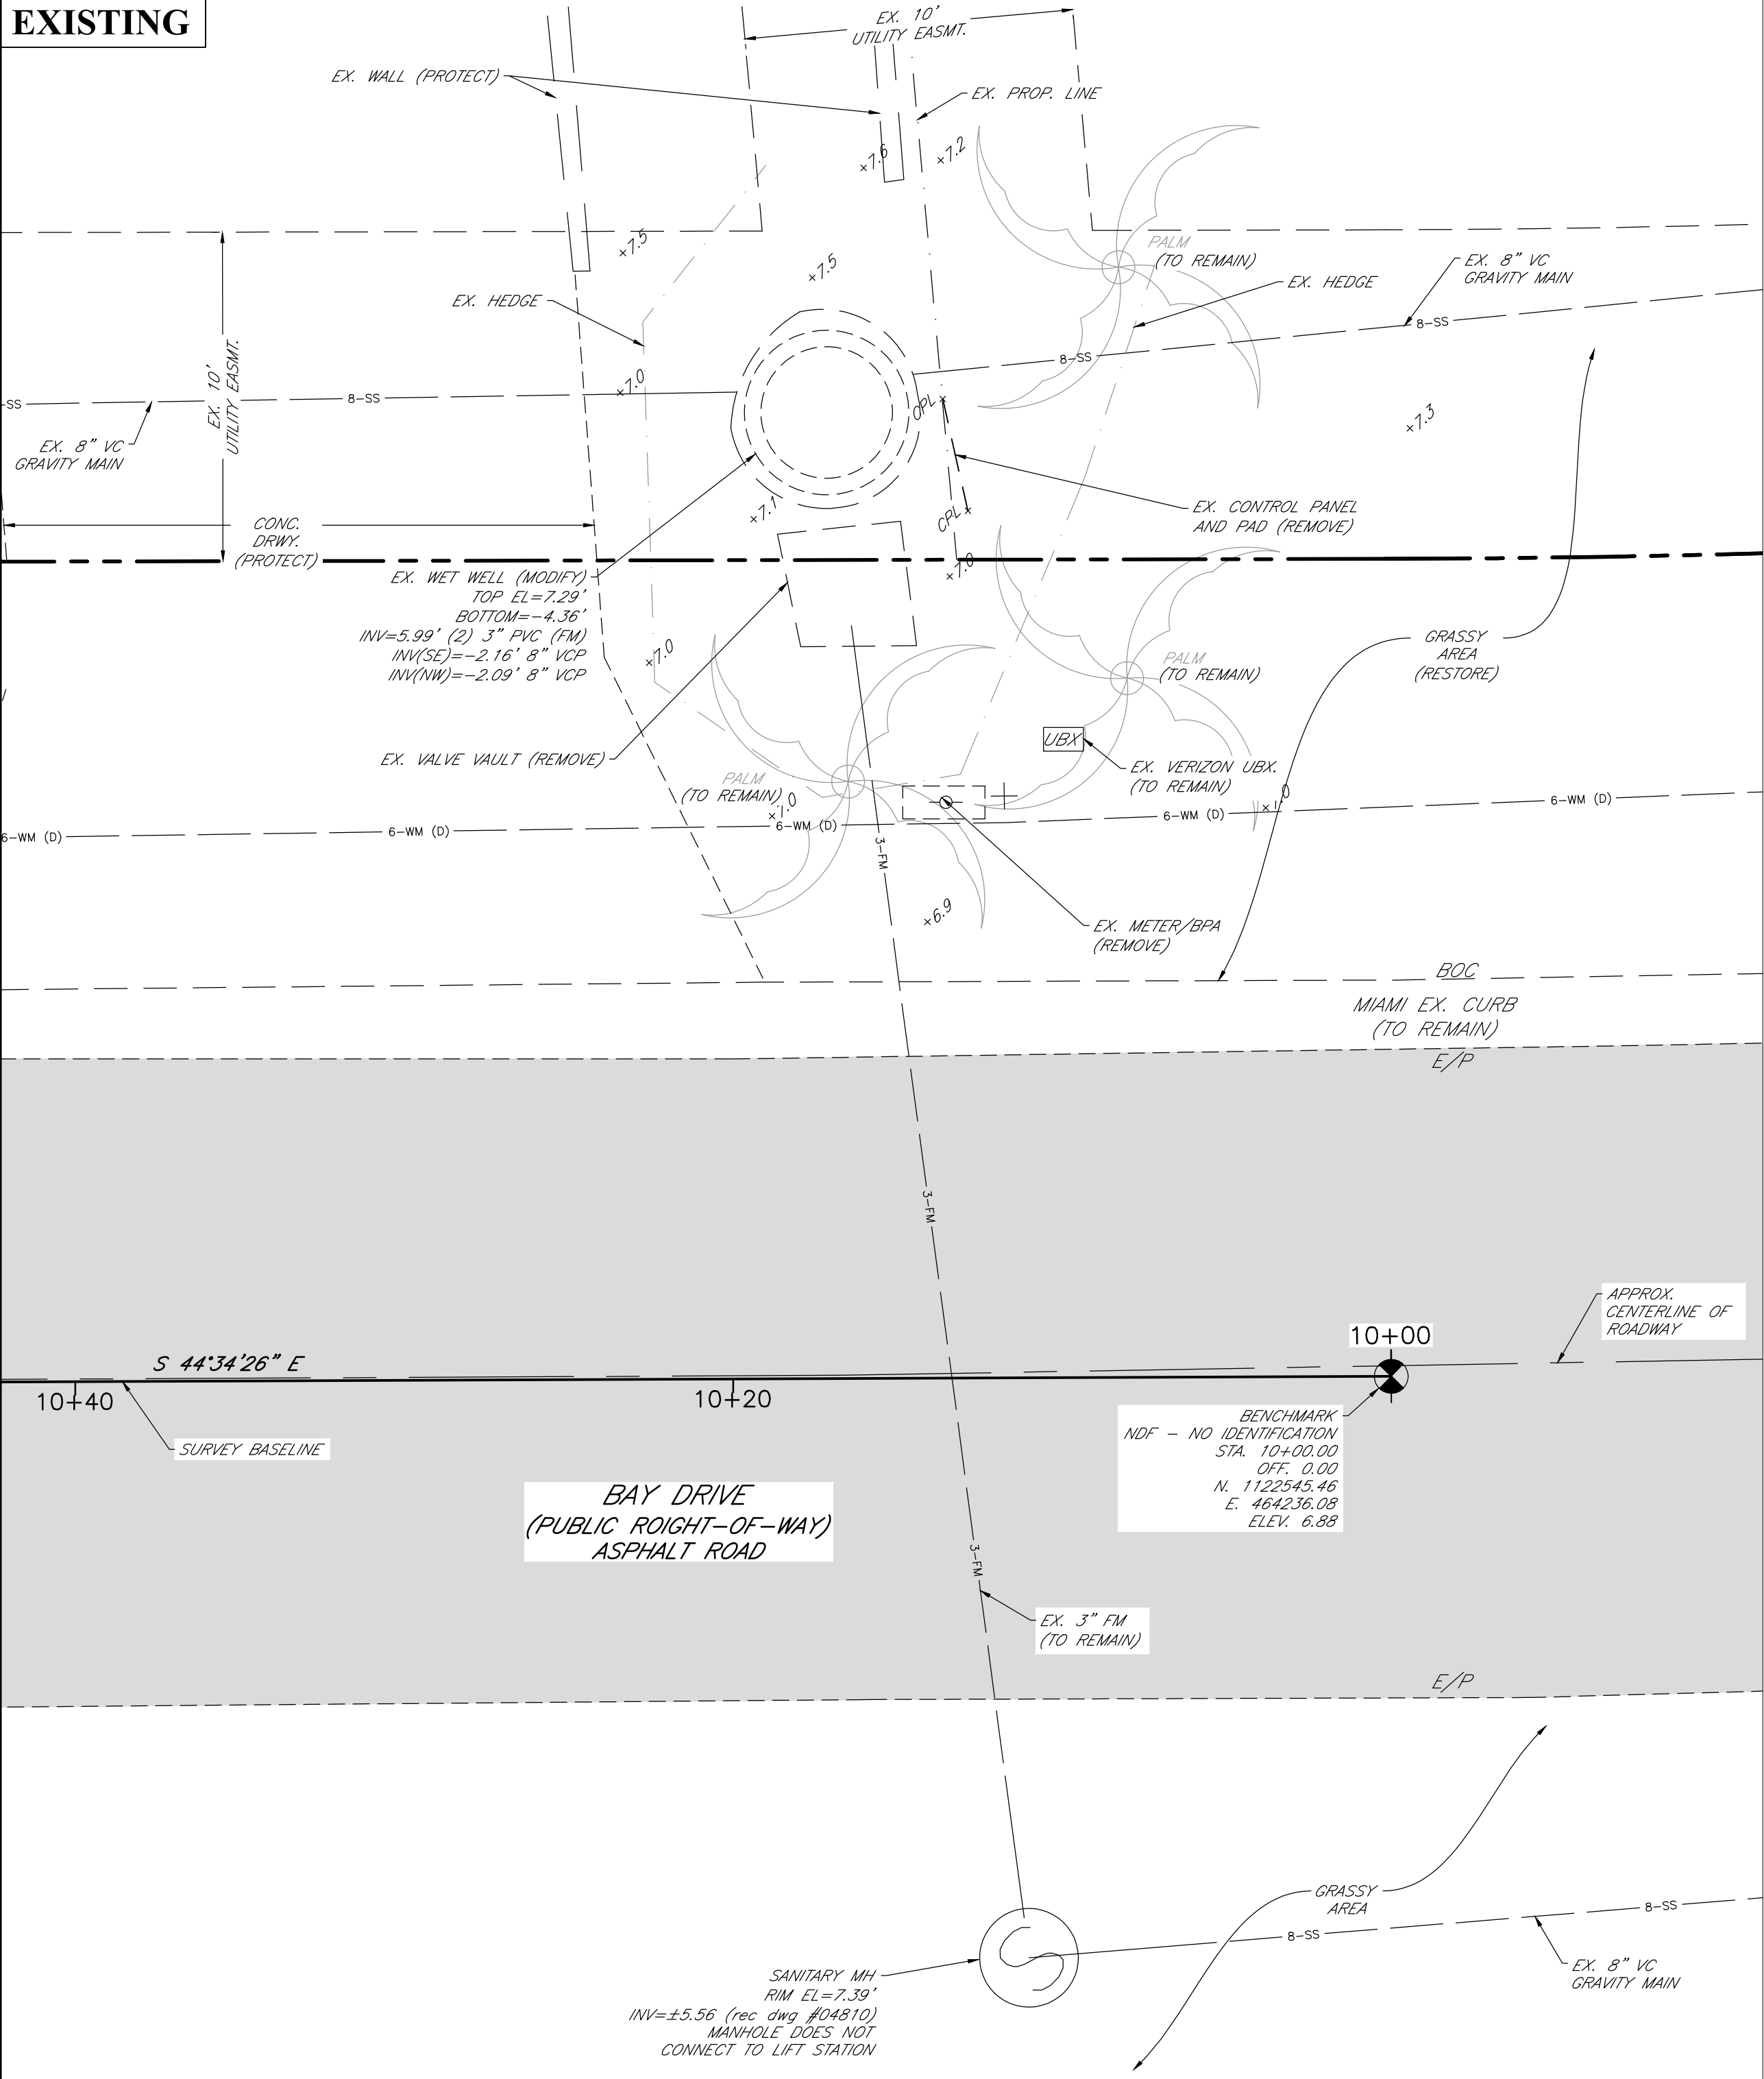 EXISTING
EX. 10'
UTILITY EASMT.
EX. WALL (PROTECT)
EX. PROP. LINE
×7.6
×7.2
×7.5
×7.5
PALM
(TO REMAIN)
EX. 8" VC
GRAVITY MAIN
EX. HEDGE
EX. HEDGE
8-SS
8-SS
EX. 10'
UTILITY EASMT.
-SS
8-SS
×7.0
CPL
×7.3
EX. 8" VC
GRAVITY MAIN
×7.1
CPL
EX. CONTROL PANEL
AND PAD (REMOVE)
CONC.
DRWY.
(PROTECT)
×7.0
EX. WET WELL (MODIFY)
TOP EL=7.29'
BOTTOM=-4.36'
INV=5.99' (2) 3" PVC (FM)
INV(SE)=-2.16' 8" VCP
INV(NW)=-2.09' 8" VCP
×7.0
GRASSY
AREA
(RESTORE)
PALM
(TO REMAIN)
UBX
EX. VALVE VAULT (REMOVE)
EX. VERIZON UBX.
(TO REMAIN)
PALM
(TO REMAIN)
6-WM (D)
6-WM (D)
6-WM (D)
6-WM (D)
6-WM (D)
3-FM
×6.9
EX. METER/BPA
(REMOVE)
BOC
MIAMI EX. CURB
(TO REMAIN)
E/P
3-FM
APPROX.
CENTERLINE OF
ROADWAY
10+00
S 44°34'26" E
10+40
10+20
SURVEY BASELINE
BENCHMARK
NDF - NO IDENTIFICATION
STA. 10+00.00
OFF. 0.00
N. 1122545.46
E. 464236.08
ELEV. 6.88
BAY DRIVE
(PUBLIC ROIGHT-OF-WAY)
ASPHALT ROAD
3-FM
EX. 3" FM
(TO REMAIN)
E/P
GRASSY
AREA
8-SS
8-SS
EX. 8" VC
GRAVITY MAIN
SANITARY MH
RIM EL=7.39'
INV=±5.56 (rec dwg #04810)
MANHOLE DOES NOT
CONNECT TO LIFT STATION